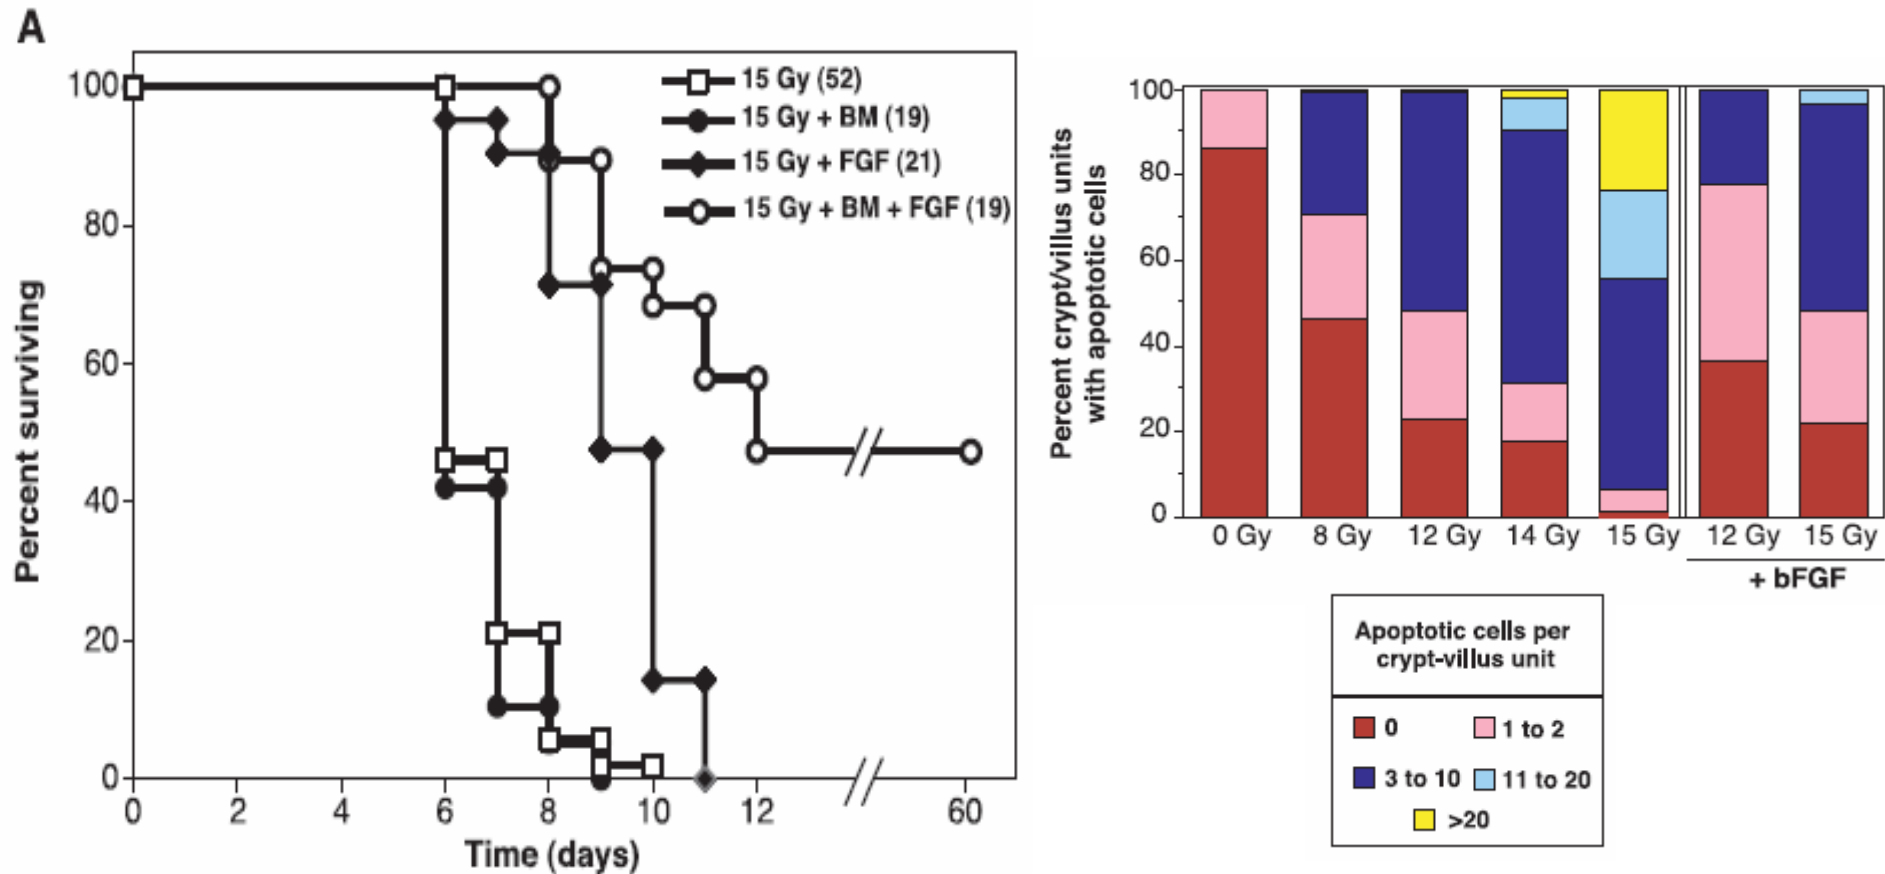 A
Percent surviving
100
80
60
40
20
0
15 Gy (52)
15 Gy + BM (19)
15 Gy + FGF (21)
15 Gy + BM + FGF (19)
0 2 4 6 8 10 12 60
Time (days)
Percent crypt/villus units
with apoptotic cells
100
80
60
40
20
0
0 Gy 8 Gy 12 Gy 14 Gy 15 Gy 12 Gy 15 Gy
+ bFGF
Apoptotic cells per
crypt-villus unit
0 1 to 2
3 to 10 11 to 20
>20